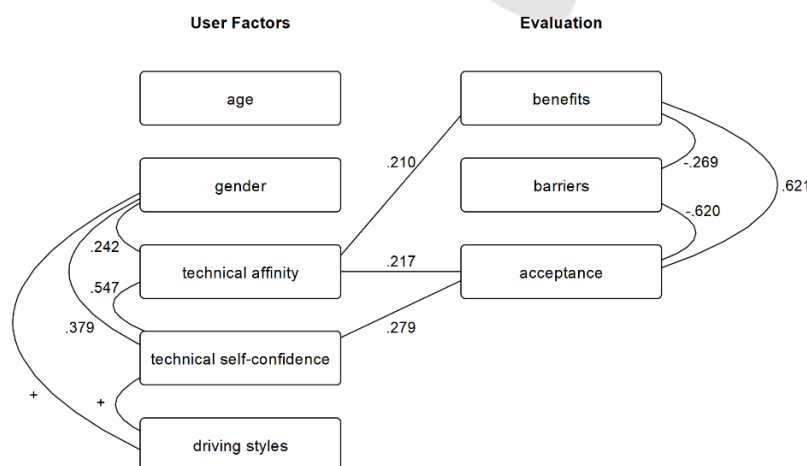 User Factors
Evaluation
age
benefits
.210
-.269
gender
barriers
.621
-.620
.242
technical affinity
.217
acceptance
.547
.379
.279
technical self-confidence
+
+
driving styles